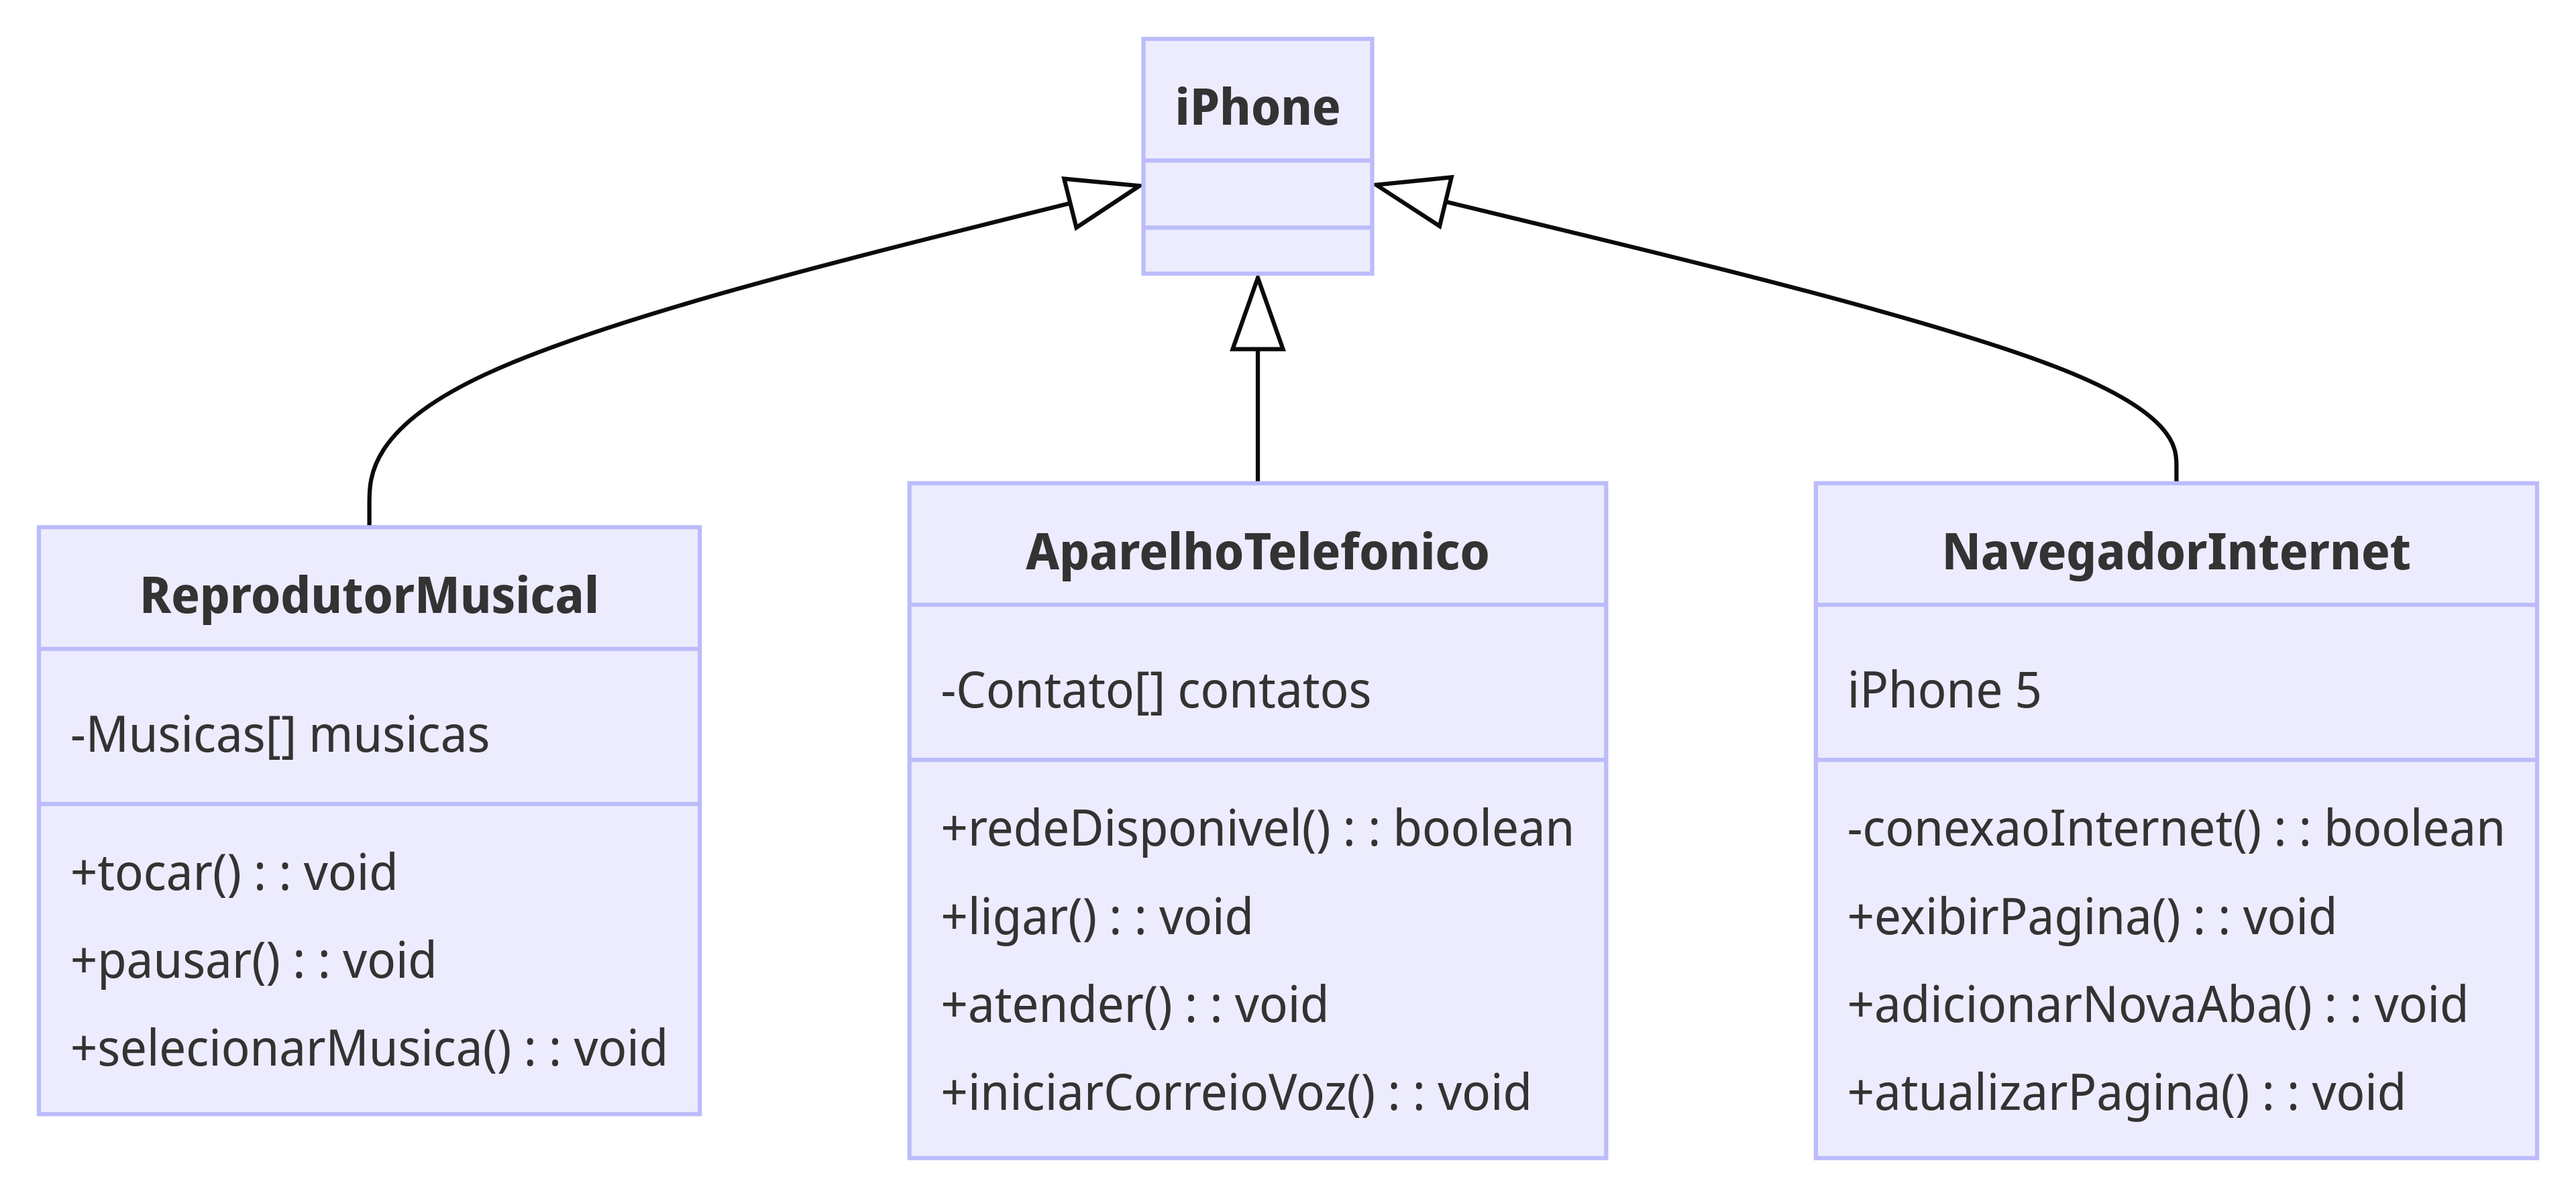 iPhone
ReprodutorMusical
-Musicas[] musicas
+tocar() : : void
+pausar() : : void
+selecionarMusica() : : void
AparelhoTelefonico
-Contato[] contatos
+redeDisponivel() : : boolean
+ligar() : : void
+atender() : : void
+iniciarCorreioVoz() : : void
NavegadorInternet
iPhone 5
-conexaoInternet() : : boolean
+exibirPagina() : : void
+adicionarNovaAba() : : void
+atualizarPagina() : : void